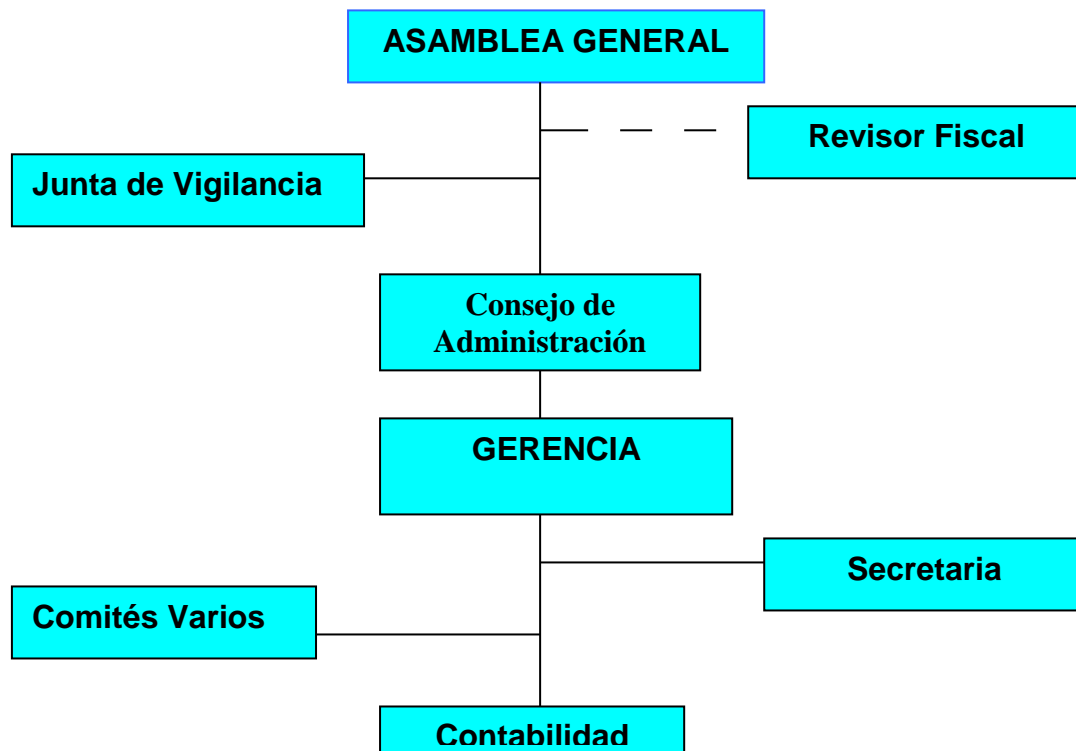 ASAMBLEA GENERAL
Revisor Fiscal
Junta de Vigilancia
Consejo de
Administración
GERENCIA
Secretaria
Comités Varios
Contabilidad